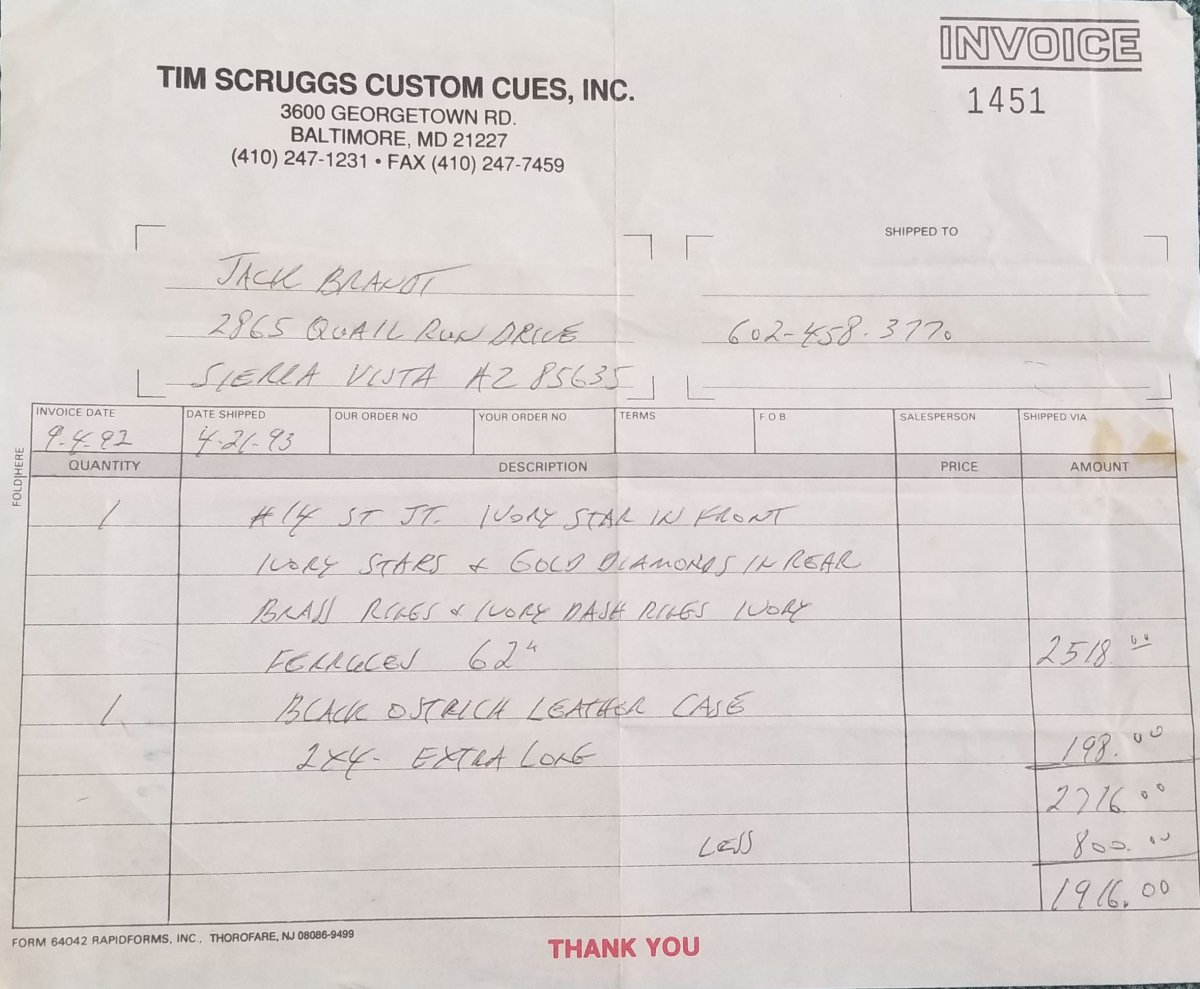 INVOICE
1451
TIM SCRUGGS CUSTOM CUES, INC.
3600 GEORGETOWN RD.
BALTIMORE, MD 21227
(410) 247-1231 • FAX (410) 247-7459
SHIPPED TO
JACK BRANDT
2865 QUAIL RUN DRIVE
602-458-3770
SIERRA VISTA AZ 85635
INVOICE DATE DATE SHIPPED OUR ORDER NO YOUR ORDER NO TERMS F.O.B. SALESPERSON SHIPPED VIA
9-4-92 4-21-93
FOLD HERE
QUANTITY DESCRIPTION PRICE AMOUNT
1 #14 ST JT. IVORY STAR IN FRONT
IVORY STARS & GOLD DIAMONDS IN REAR
BRASS RINGS & IVORY DASH RINGS IVORY
FERRULES 62" 2518.00
1 BLACK OSTRICH LEATHER CASE
2X4- EXTRA LONG 198.00
2716.00
LESS 800.00
1916.00
FORM 64042 RAPIDFORMS, INC., THOROFARE, NJ 08086-9499
THANK YOU